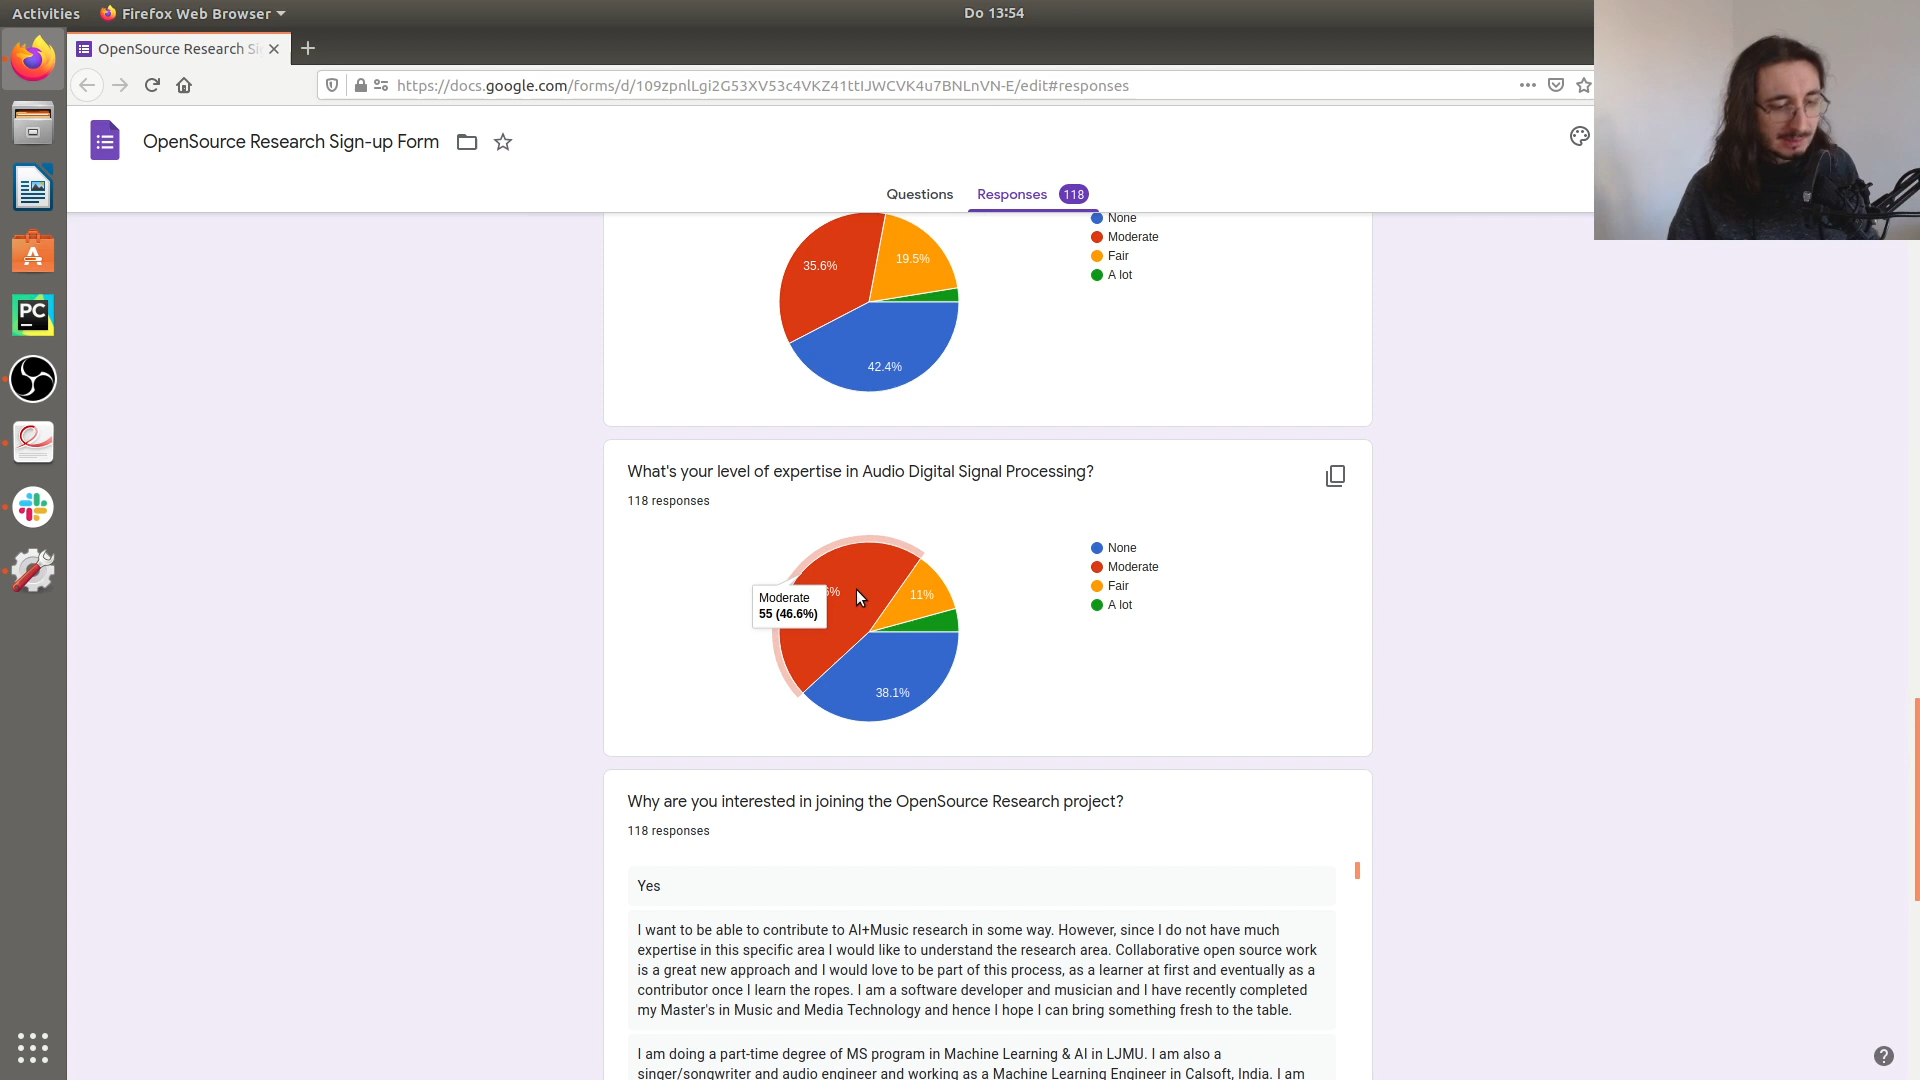 Activities
Firefox Web Browser
Do 13:54
OpenSource Research Si
https://docs.google.com/forms/d/109zpnlLgi2G53XV53c4VKZ41ttIJWCVK4u7BNLnVN-E/edit#responses
OpenSource Research Sign-up Form
Questions
Responses 118
None
Moderate
Fair
A lot
35.6%
19.5%
42.4%
What's your level of expertise in Audio Digital Signal Processing?
118 responses
None
Moderate
Fair
A lot
Moderate
55 (46.6%)
6%
11%
38.1%
Why are you interested in joining the OpenSource Research project?
118 responses
Yes
I want to be able to contribute to AI+Music research in some way. However, since I do not have much
expertise in this specific area I would like to understand the research area. Collaborative open source work
is a great new approach and I would love to be part of this process, as a learner at first and eventually as a
contributor once I learn the ropes. I am a software developer and musician and I have recently completed
my Master's in Music and Media Technology and hence I hope I can bring something fresh to the table.
I am doing a part-time degree of MS program in Machine Learning & AI in LJMU. I am also a
singer/songwriter and audio engineer and working as a Machine Learning Engineer in Calsoft, India. I am
PC